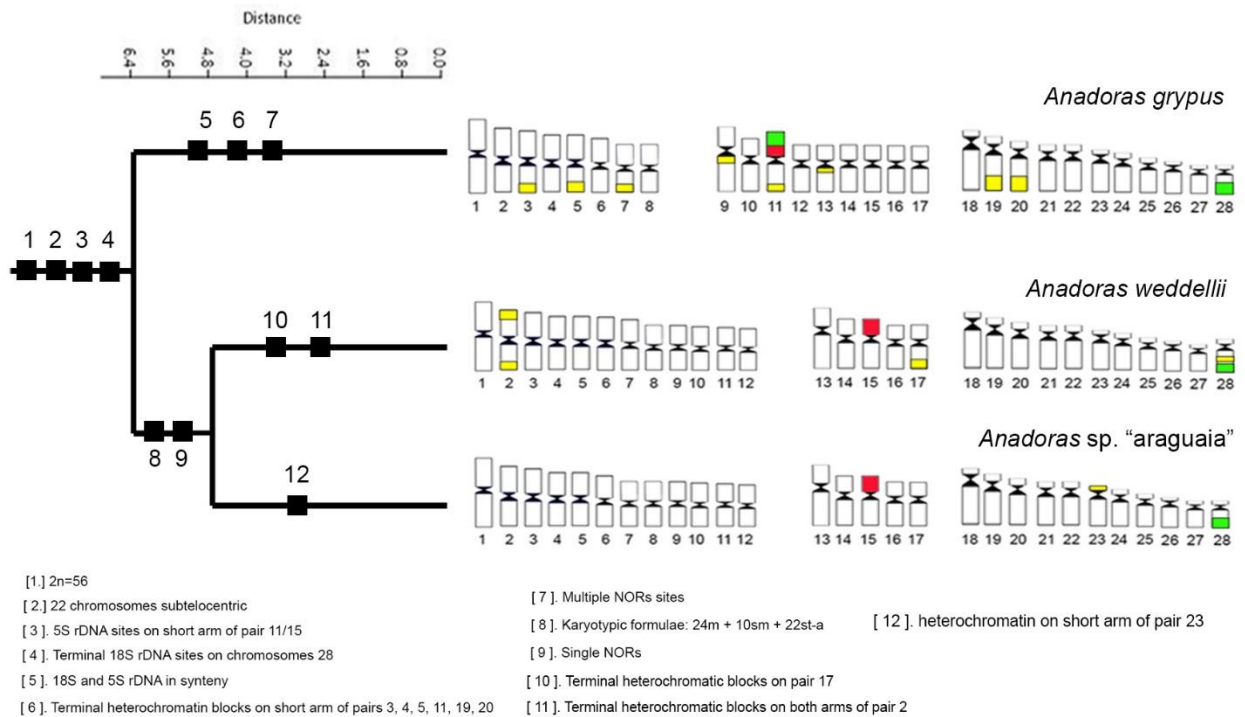 Distance
6.4 5.6 4.8 4.0 3.2 2.4 1.6 0.8 0.0
Anadoras grypus
5 6 7
1 2 3 4 5 6 7 8 9 10 11 12 13 14 15 16 17 18 19 20 21 22 23 24 25 26 27 28
1 2 3 4
Anadoras weddellii
10 11
1 2 3 4 5 6 7 8 9 10 11 12 13 14 15 16 17 18 19 20 21 22 23 24 25 26 27 28
8 9
Anadoras sp. “araguaia”
12
1 2 3 4 5 6 7 8 9 10 11 12 13 14 15 16 17 18 19 20 21 22 23 24 25 26 27 28
[1.] 2n=56
[ 2.] 22 chromosomes subtelocentric
[ 3 ]. 5S rDNA sites on short arm of pair 11/15
[ 4 ]. Terminal 18S rDNA sites on chromosomes 28
[ 5 ]. 18S and 5S rDNA in synteny
[ 6 ]. Terminal heterochromatin blocks on short arm of pairs 3, 4, 5, 11, 19, 20
[ 7 ]. Multiple NORs sites
[ 8 ]. Karyotypic formulae: 24m + 10sm + 22st-a
[ 9 ]. Single NORs
[ 10 ]. Terminal heterochromatic blocks on pair 17
[ 11 ]. Terminal heterochromatic blocks on both arms of pair 2
[ 12 ]. heterochromatin on short arm of pair 23